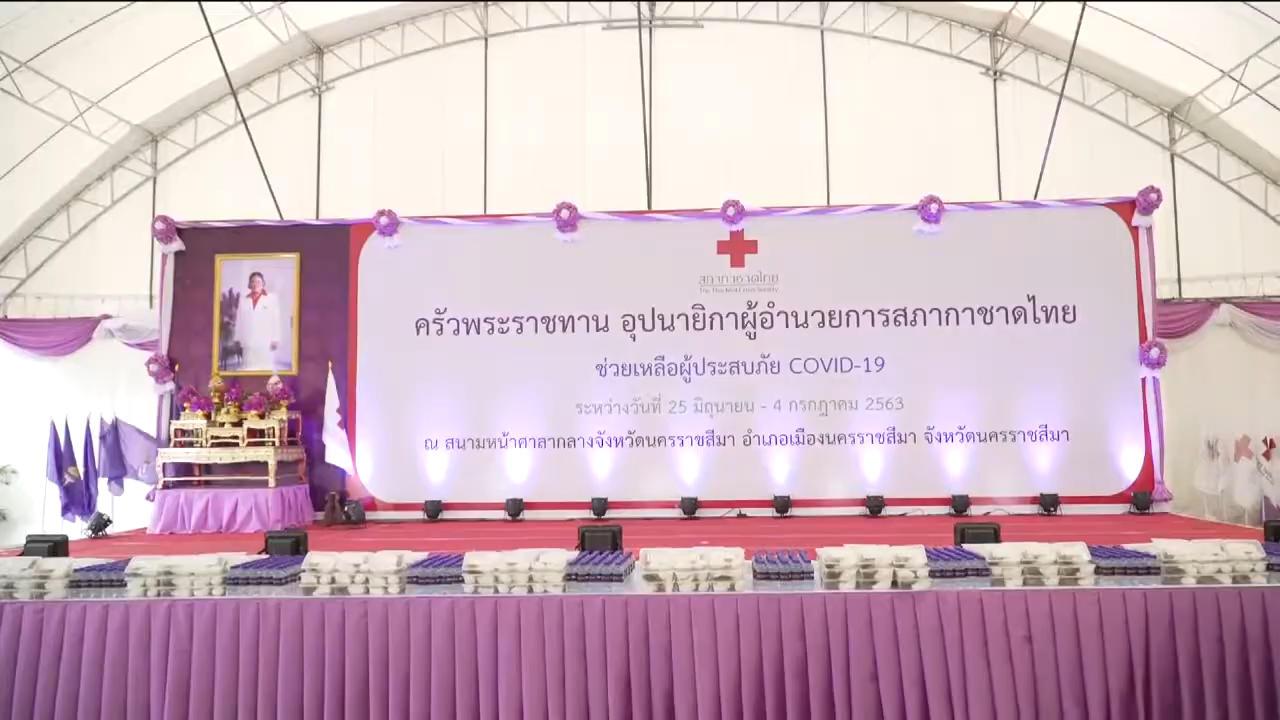 สภากาชาดไทย
The Thai Red Cross Society
ครัวพระราชทาน อุปนายิกาผู้อำนวยการสภากาชาดไทย
ช่วยเหลือผู้ประสบภัย COVID-19
ระหว่างวันที่ 25 มิถุนายน - 4 กรกฎาคม 2563
ณ สนามหน้าศาลากลางจังหวัดนครราชสีมา อำเภอเมืองนครราชสีมา จังหวัดนครราชสีมา